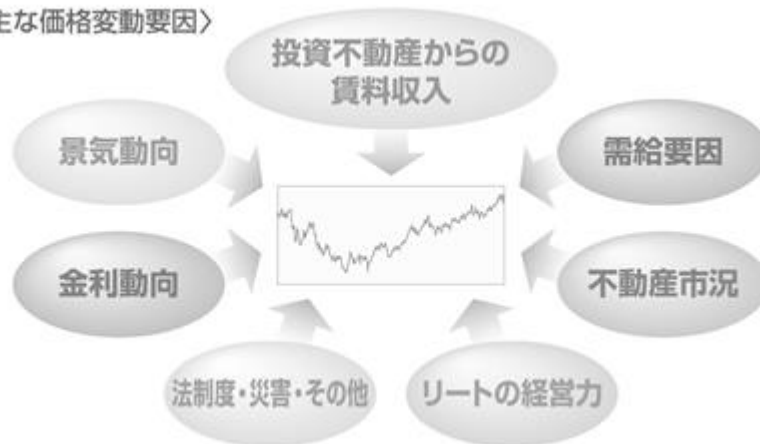 主な価格変動要因〉
投資不動産からの
賃料収入
景気動向
需給要因
金利動向
不動産市況
法制度・災害・その他
リートの経営力